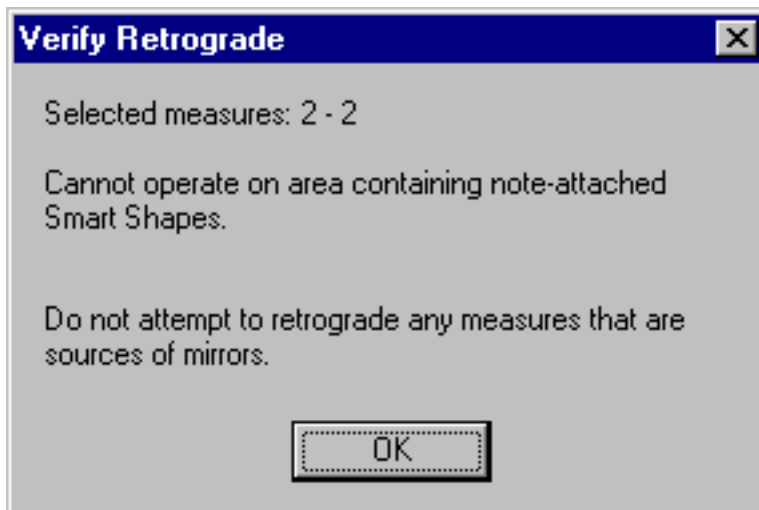 Verify Retrograde
Selected measures: 2 - 2
Cannot operate on area containing note-attached
Smart Shapes.
Do not attempt to retrograde any measures that are
sources of mirrors.
OK